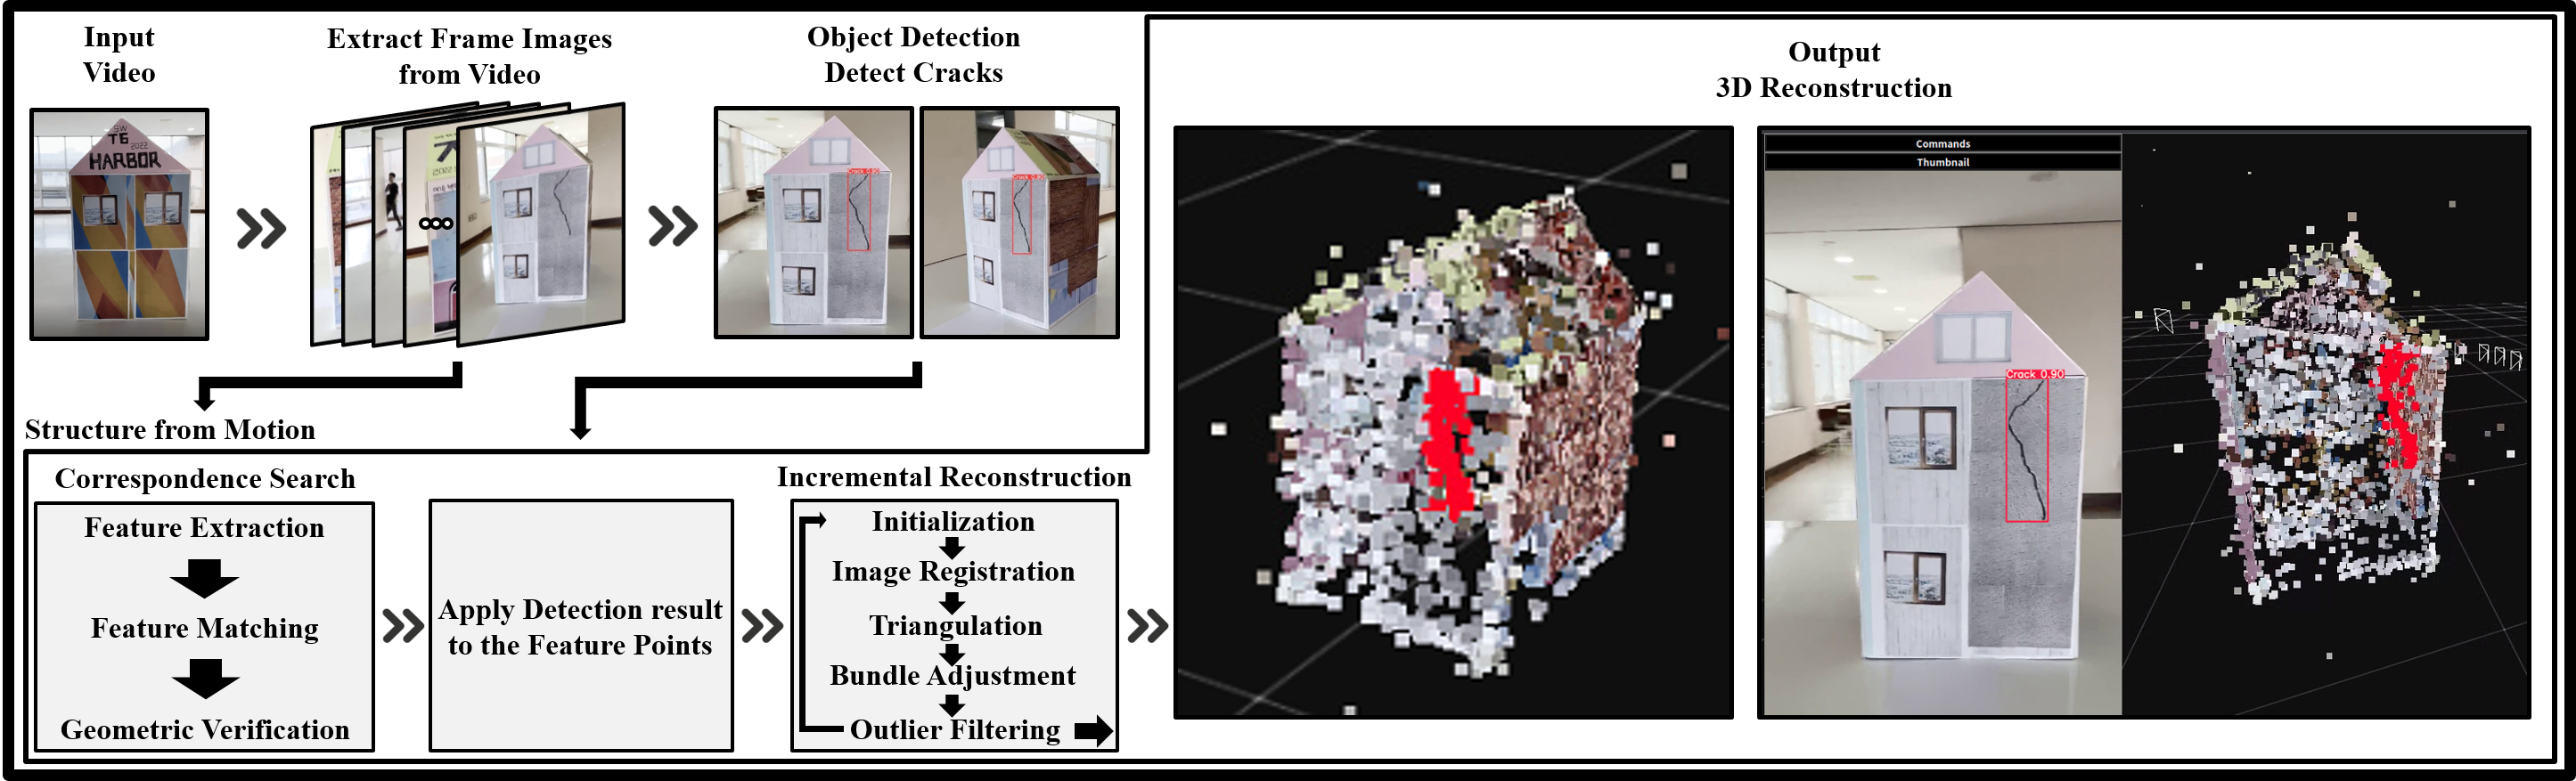 Input
Video
Extract Frame Images
from Video
Object Detection
Detect Cracks
Output
3D Reconstruction
SW
T6
2022
HARBOR
Crack 0.90
Commands
Thumbnail
Crack 0.90
Structure from Motion
Correspondence Search
Feature Extraction
Feature Matching
Geometric Verification
Apply Detection result
to the Feature Points
Incremental Reconstruction
Initialization
Image Registration
Triangulation
Bundle Adjustment
Outlier Filtering